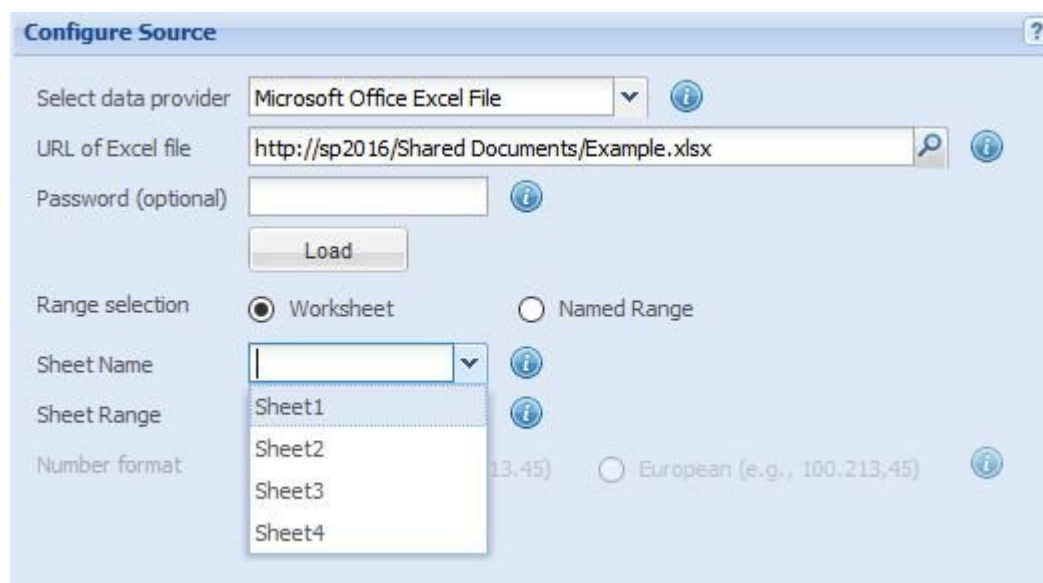 Configure Source
?
Select data provider Microsoft Office Excel File
URL of Excel file http://sp2016/Shared Documents/Example.xlsx
Password (optional)
Load
Range selection Worksheet Named Range
Sheet Name
Sheet1
Sheet Range
Sheet2
Number format 13.45) European (e.g., 100.213,45)
Sheet3
Sheet4